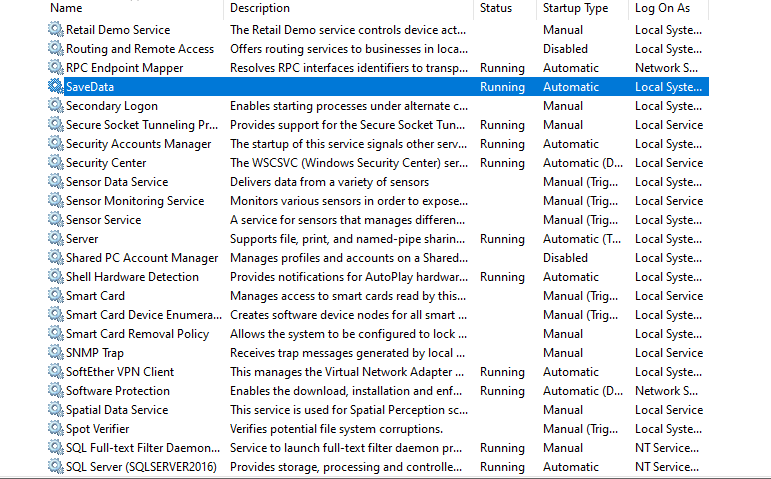 Name Description Status Startup Type Log On As
Retail Demo Service The Retail Demo service controls device act... Manual Local Syste...
Routing and Remote Access Offers routing services to businesses in loca... Disabled Local Syste...
RPC Endpoint Mapper Resolves RPC interfaces identifiers to transp... Running Automatic Network S...
SaveData Running Automatic Local Syste...
Secondary Logon Enables starting processes under alternate c... Manual Local Syste...
Secure Socket Tunneling Pr... Provides support for the Secure Socket Tun... Running Manual Local Service
Security Accounts Manager The startup of this service signals other serv... Running Automatic Local Syste...
Security Center The WSCSVC (Windows Security Center) ser... Running Automatic (D... Local Service
Sensor Data Service Delivers data from a variety of sensors Manual (Trig... Local Syste...
Sensor Monitoring Service Monitors various sensors in order to expose... Manual (Trig... Local Service
Sensor Service A service for sensors that manages differen... Manual (Trig... Local Syste...
Server Supports file, print, and named-pipe sharin... Running Automatic (T... Local Syste...
Shared PC Account Manager Manages profiles and accounts on a Shared... Disabled Local Syste...
Shell Hardware Detection Provides notifications for AutoPlay hardwar... Running Automatic Local Syste...
Smart Card Manages access to smart cards read by this... Manual (Trig... Local Service
Smart Card Device Enumera... Creates software device nodes for all smart ... Manual (Trig... Local Syste...
Smart Card Removal Policy Allows the system to be configured to lock ... Manual Local Syste...
SNMP Trap Receives trap messages generated by local ... Manual Local Service
SoftEther VPN Client This manages the Virtual Network Adapter ... Running Automatic Local Syste...
Software Protection Enables the download, installation and enf... Running Automatic (D... Network S...
Spatial Data Service This service is used for Spatial Perception sc... Manual Local Service
Spot Verifier Verifies potential file system corruptions. Manual (Trig... Local Syste...
SQL Full-text Filter Daemon... Service to launch full-text filter daemon pr... Running Manual NT Service...
SQL Server (SQLSERVER2016) Provides storage, processing and controlle... Running Automatic NT Service...